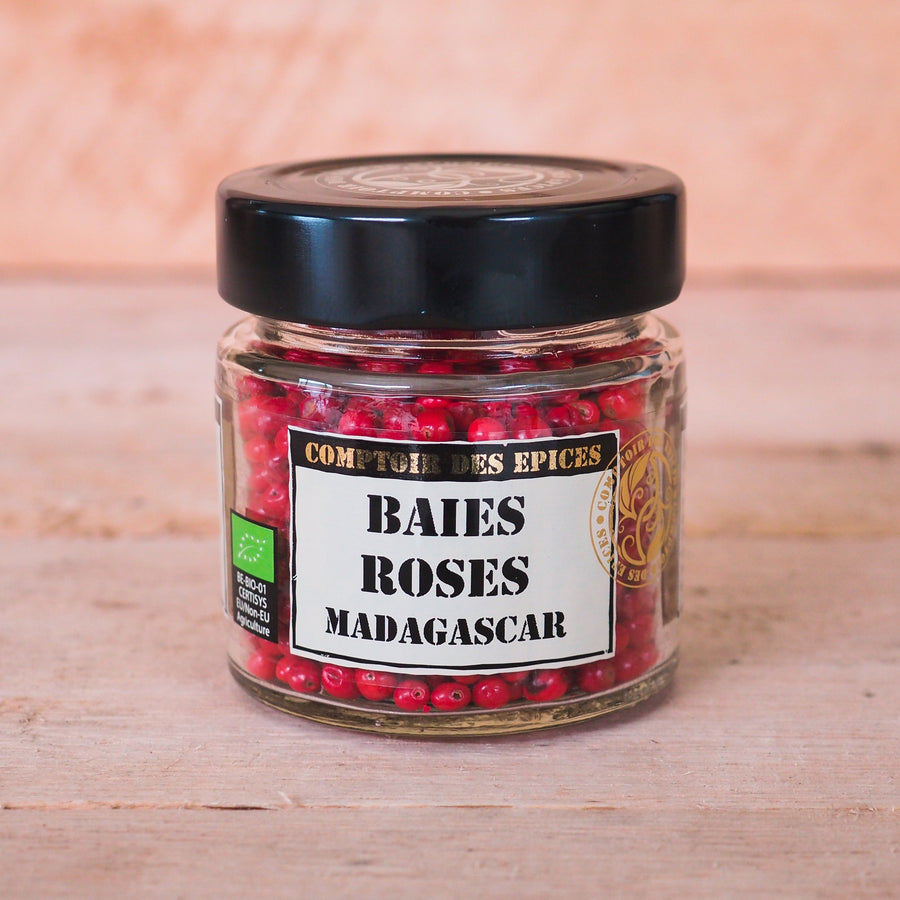 COMPTOIR DES EPICES
BAIES
ROSES
MADAGASCAR
BE-BIO-01
CERTISYS
EU/Non-EU
Agriculture